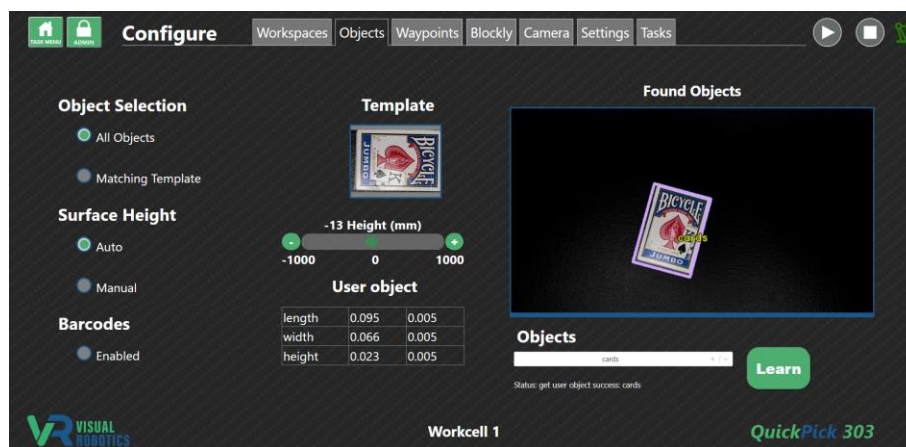 TASK MENU
ADMIN
Configure
Workspaces Objects Waypoints Blockly Camera Settings Tasks
Object Selection
All Objects
Matching Template
Surface Height
Auto
Manual
Barcodes
Enabled
Template
JUMBO
BICYCLE
K
-13 Height (mm)
- +
-1000 0 1000
User object
length 0.095 0.005
width 0.066 0.005
height 0.023 0.005
Found Objects
BICYCLE
cards
JUMBO
Objects
cards
Status: get user object success: cards
Learn
VR VISUAL ROBOTICS
Workcell 1
QuickPick 303